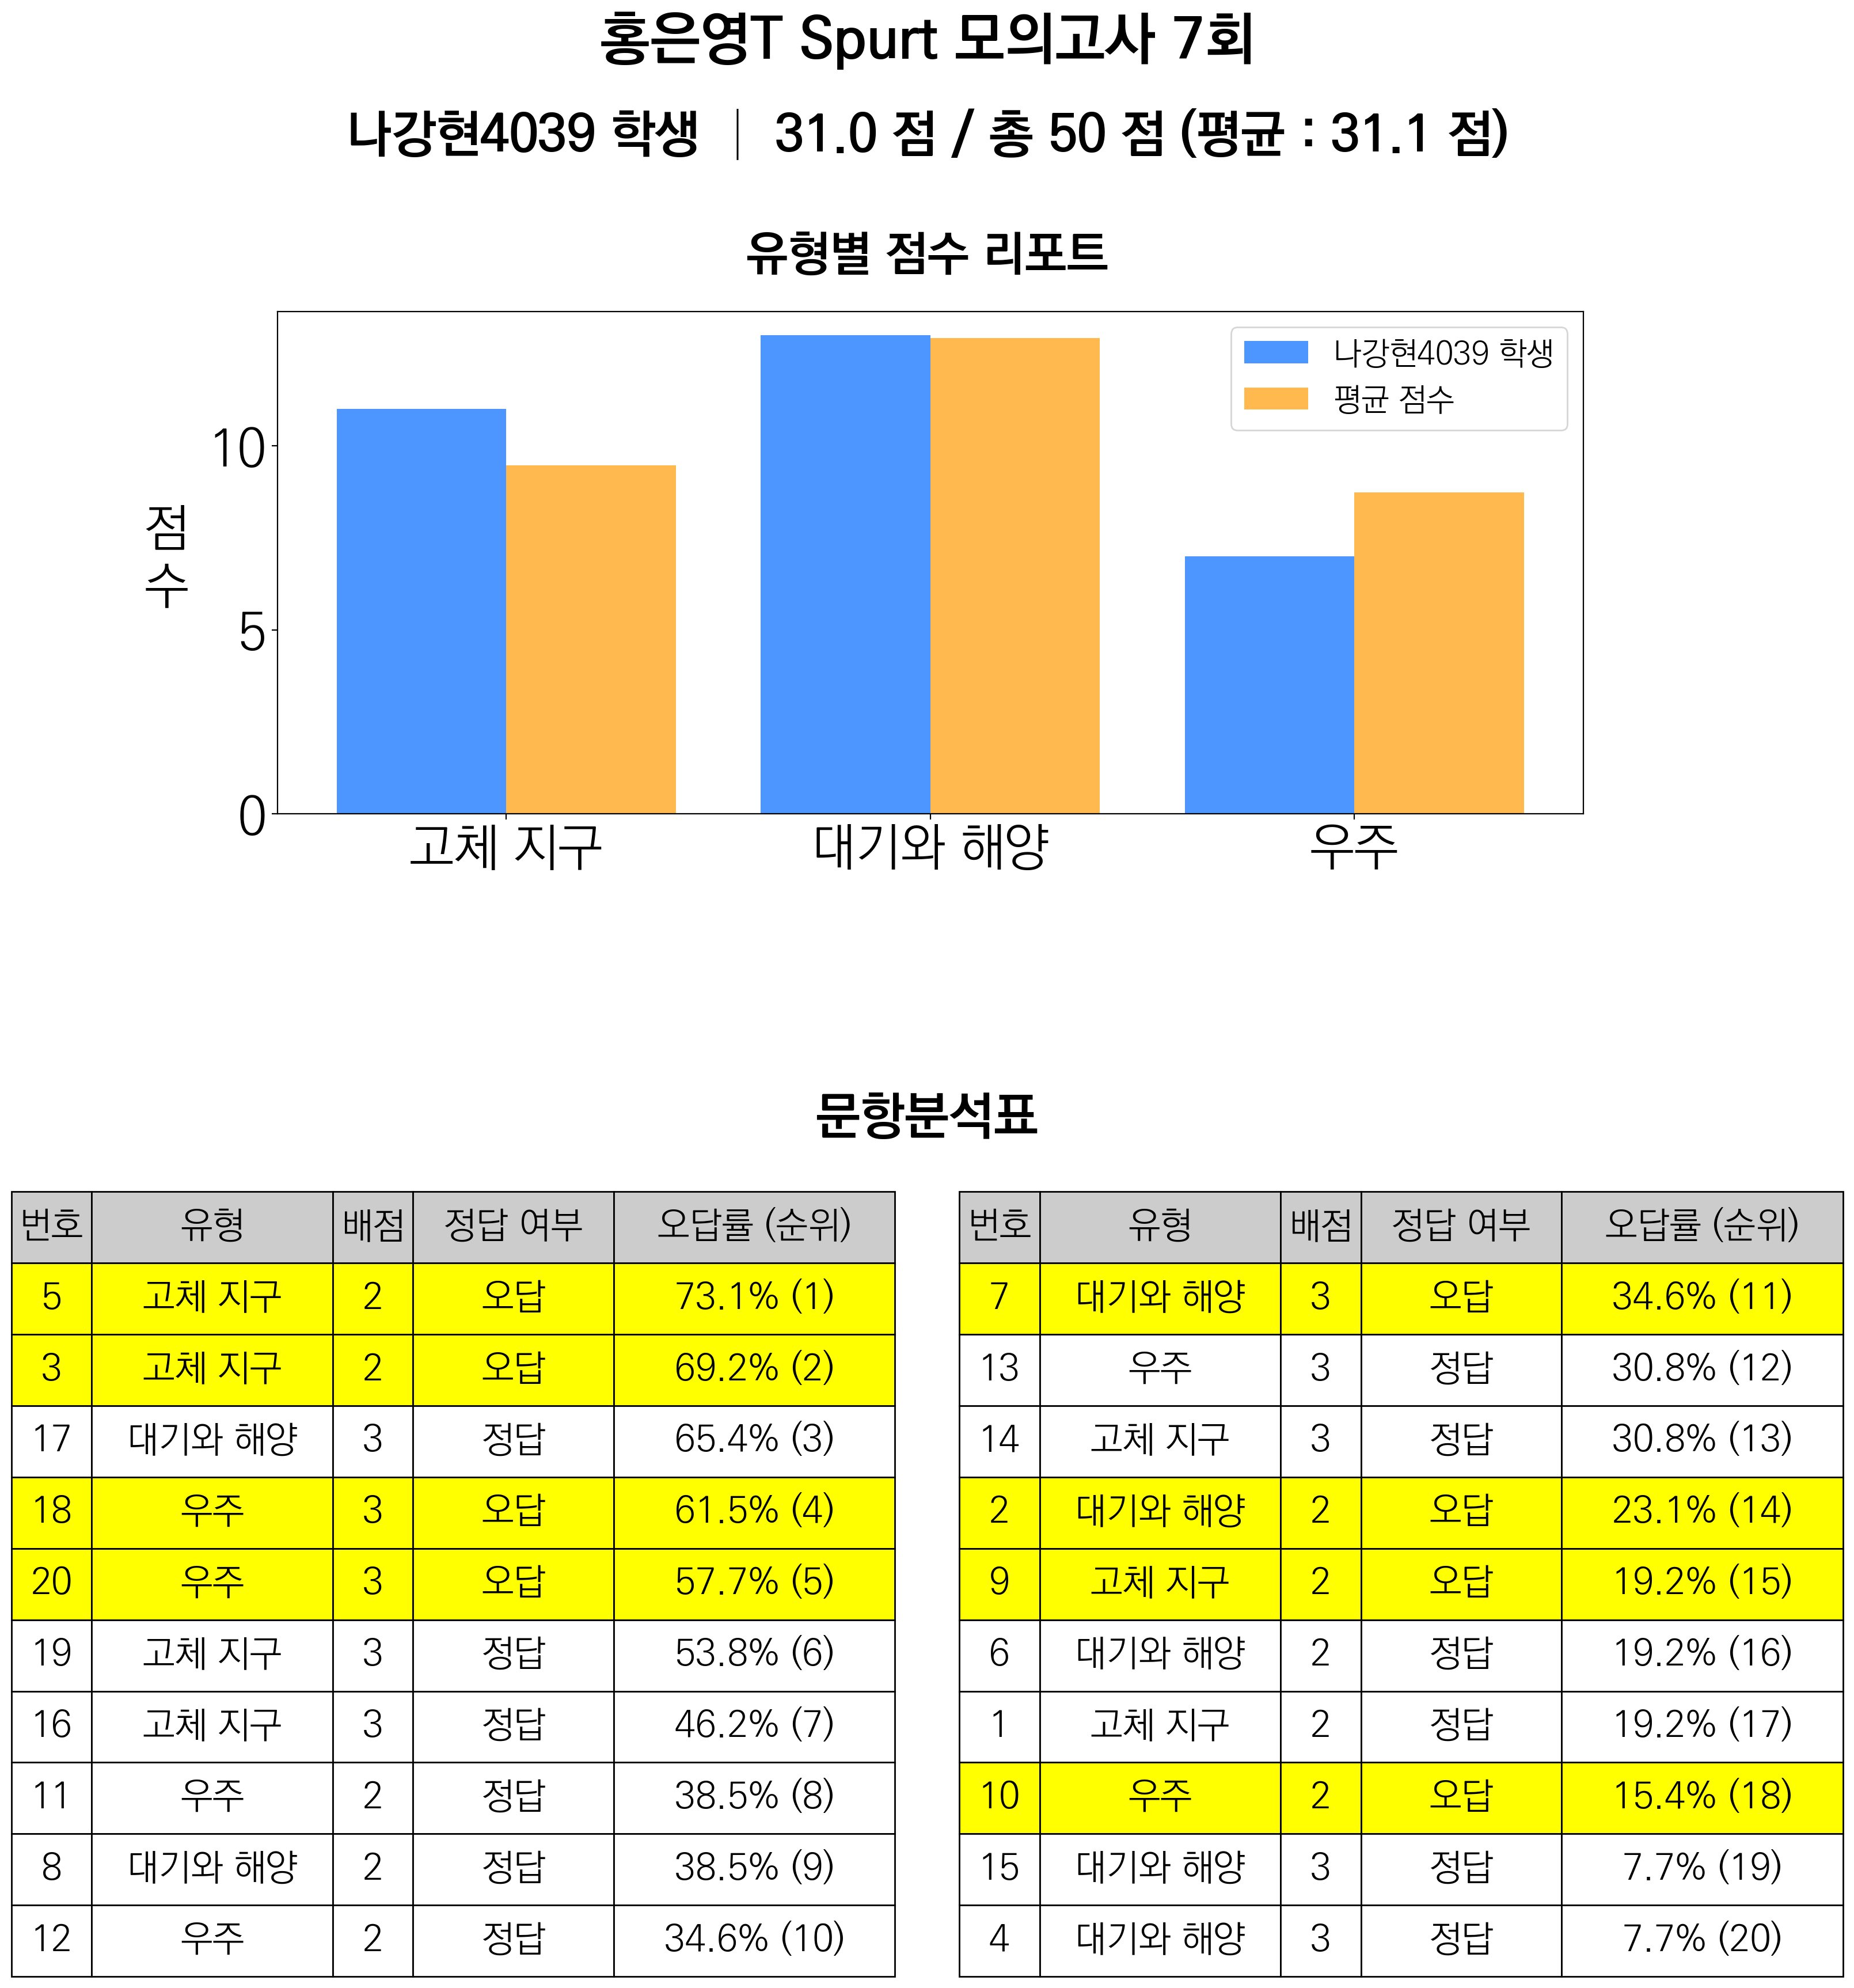 홍은영T Spurt 모의고사 7회
나강현4039 학생 │ 31.0 점 / 총 50 점 (평균 : 31.1 점)
유형별 점수 리포트
나강현4039 학생
평균 점수
점
수
10
5
0
고체 지구 대기와 해양 우주
문항분석표
번호 유형 배점 정답 여부 오답률 (순위)
5 고체 지구 2 오답 73.1% (1)
3 고체 지구 2 오답 69.2% (2)
17 대기와 해양 3 정답 65.4% (3)
18 우주 3 오답 61.5% (4)
20 우주 3 오답 57.7% (5)
19 고체 지구 3 정답 53.8% (6)
16 고체 지구 3 정답 46.2% (7)
11 우주 2 정답 38.5% (8)
8 대기와 해양 2 정답 38.5% (9)
12 우주 2 정답 34.6% (10)
번호 유형 배점 정답 여부 오답률 (순위)
7 대기와 해양 3 오답 34.6% (11)
13 우주 3 정답 30.8% (12)
14 고체 지구 3 정답 30.8% (13)
2 대기와 해양 2 오답 23.1% (14)
9 고체 지구 2 오답 19.2% (15)
6 대기와 해양 2 정답 19.2% (16)
1 고체 지구 2 정답 19.2% (17)
10 우주 2 오답 15.4% (18)
15 대기와 해양 3 정답 7.7% (19)
4 대기와 해양 3 정답 7.7% (20)